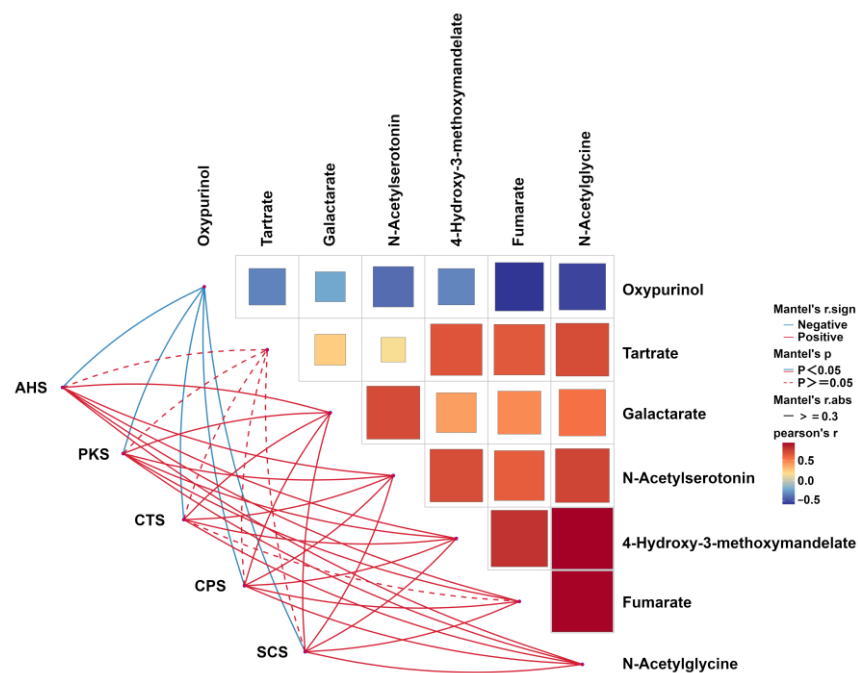 Oxypurinol
Tartrate
Galactarate
N-Acetylserotonin
4-Hydroxy-3-methoxymandelate
Fumarate
N-Acetylglycine
Oxypurinol
Tartrate
Galactarate
N-Acetylserotonin
4-Hydroxy-3-methoxymandelate
Fumarate
N-Acetylglycine
AHS
PKS
CTS
CPS
SCS
Mantel's r.sign
Negative
Positive
Mantel's p
P<0.05
P>=0.05
Mantel's r.abs
>=0.3
pearson's r
0.5
0.0
−0.5